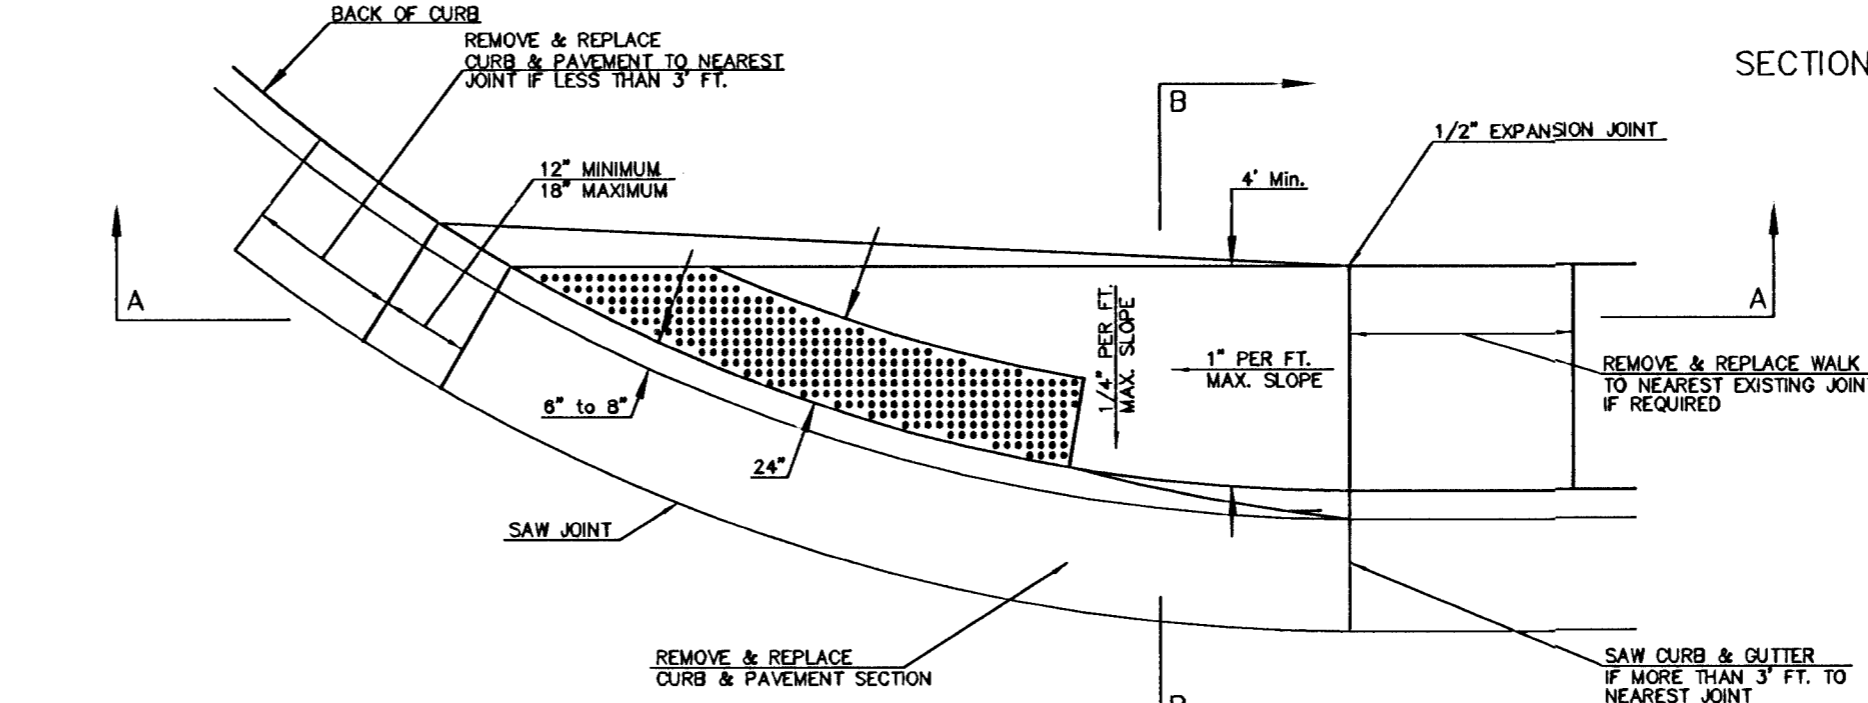 BACK OF CURB
REMOVE & REPLACE
CURB & PAVEMENT TO NEAREST
JOINT IF LESS THAN 3' FT.
SECTION
B
1/2" EXPANSION JOINT
12" MINIMUM
18" MAXIMUM
4' Min.
A
A
1/4" PER FT.
MAX. SLOPE
1" PER FT.
MAX. SLOPE
REMOVE & REPLACE WALK
TO NEAREST EXISTING JOINT
IF REQUIRED
6" to 8"
24"
SAW JOINT
REMOVE & REPLACE
CURB & PAVEMENT SECTION
SAW CURB & GUTTER
IF MORE THAN 3' FT. TO
NEAREST JOINT